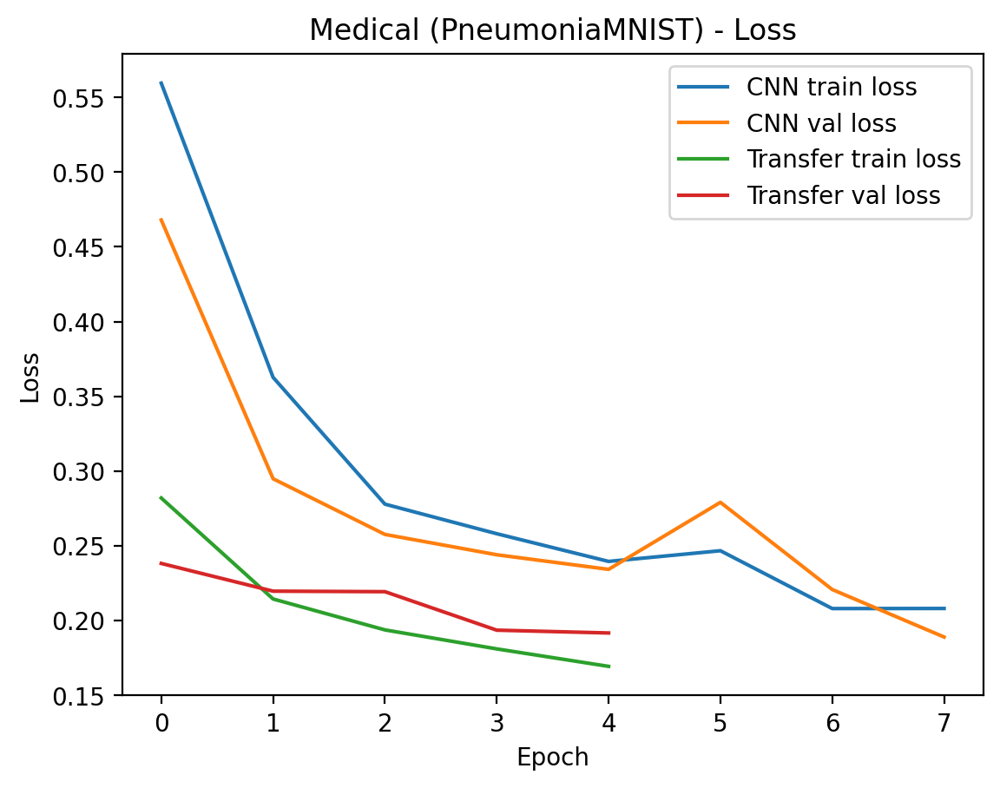 Medical (PneumoniaMNIST) - Loss
CNN train loss
CNN val loss
Transfer train loss
Transfer val loss
Loss
0.55
0.50
0.45
0.40
0.35
0.30
0.25
0.20
0.15
0 1 2 3 4 5 6 7
Epoch